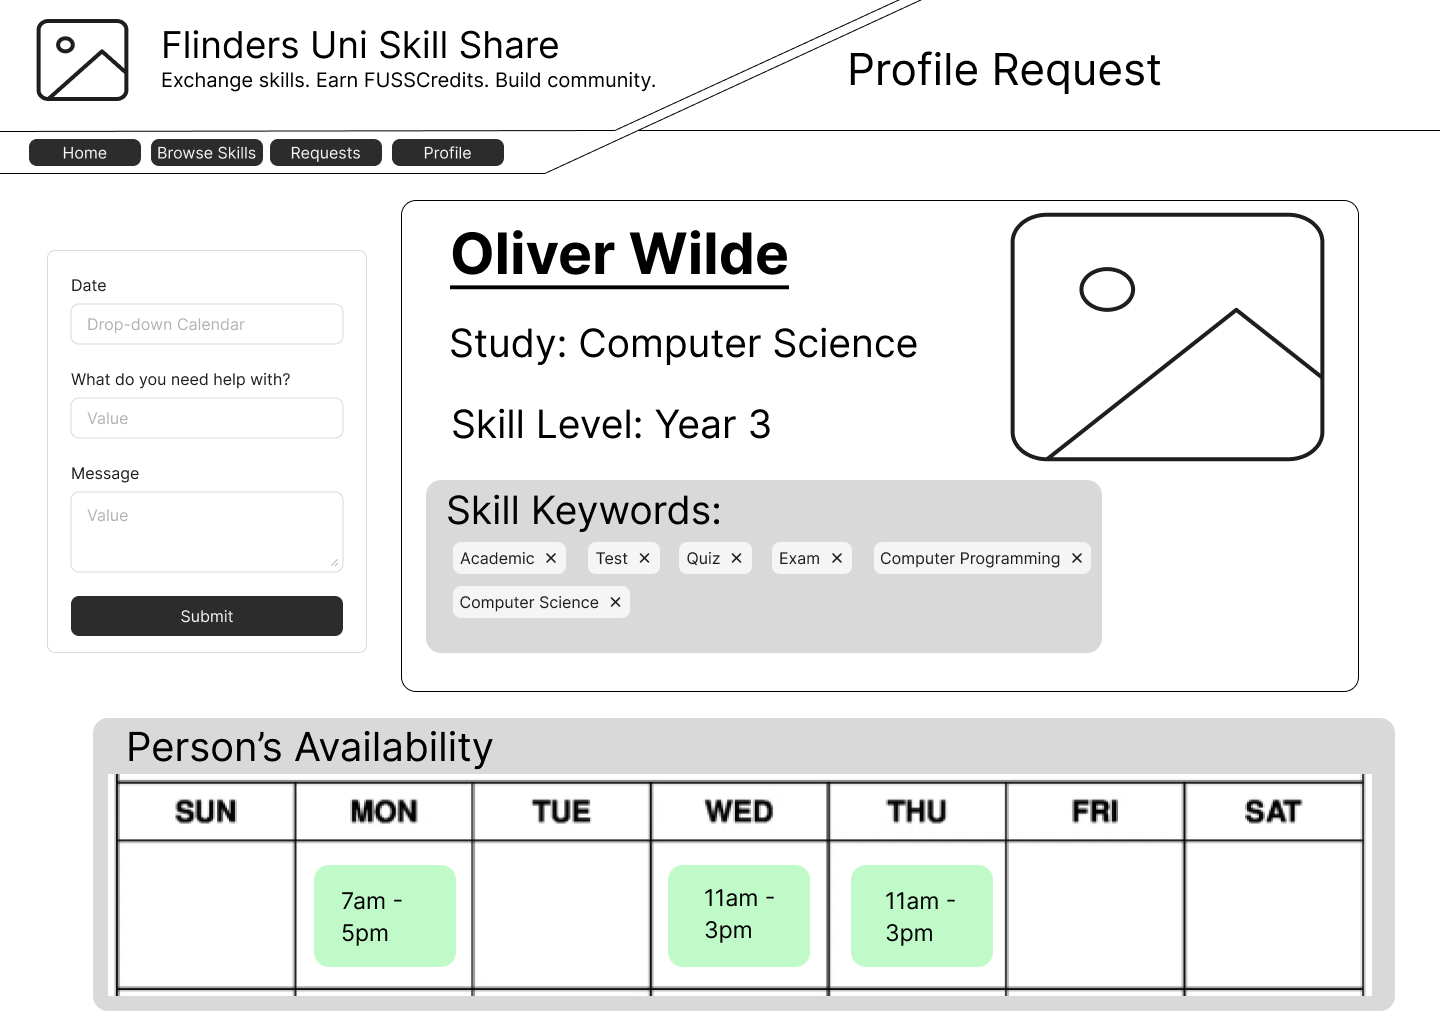 Flinders Uni Skill Share
Exchange skills. Earn FUSSCredits. Build community.
Profile Request
Home
Browse Skills
Requests
Profile
Date
Drop-down Calendar
What do you need help with?
Value
Message
Value
Submit
Oliver Wilde
Study: Computer Science
Skill Level: Year 3
Skill Keywords:
Academic ✕
Test ✕
Quiz ✕
Exam ✕
Computer Programming ✕
Computer Science ✕
Person’s Availability
SUN
MON
TUE
WED
THU
FRI
SAT
7am -
5pm
11am -
3pm
11am -
3pm